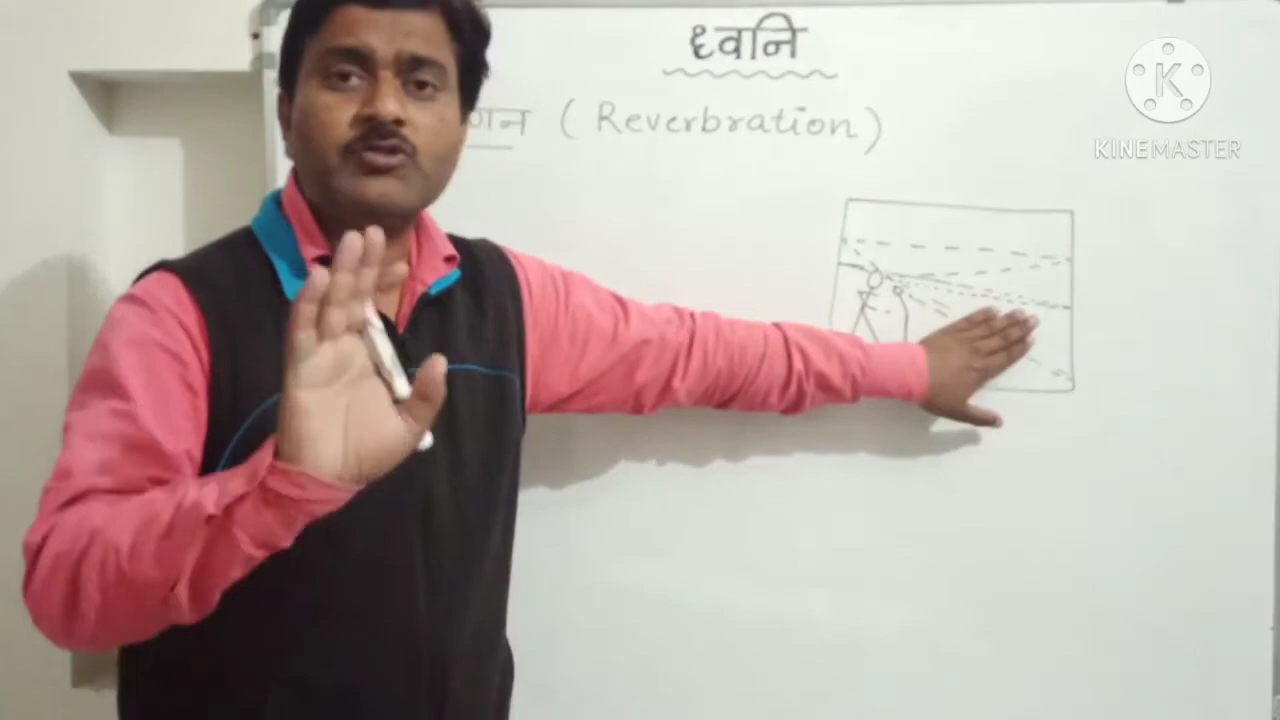 ध्वनि
(Reverbration)
K
KINEMASTER